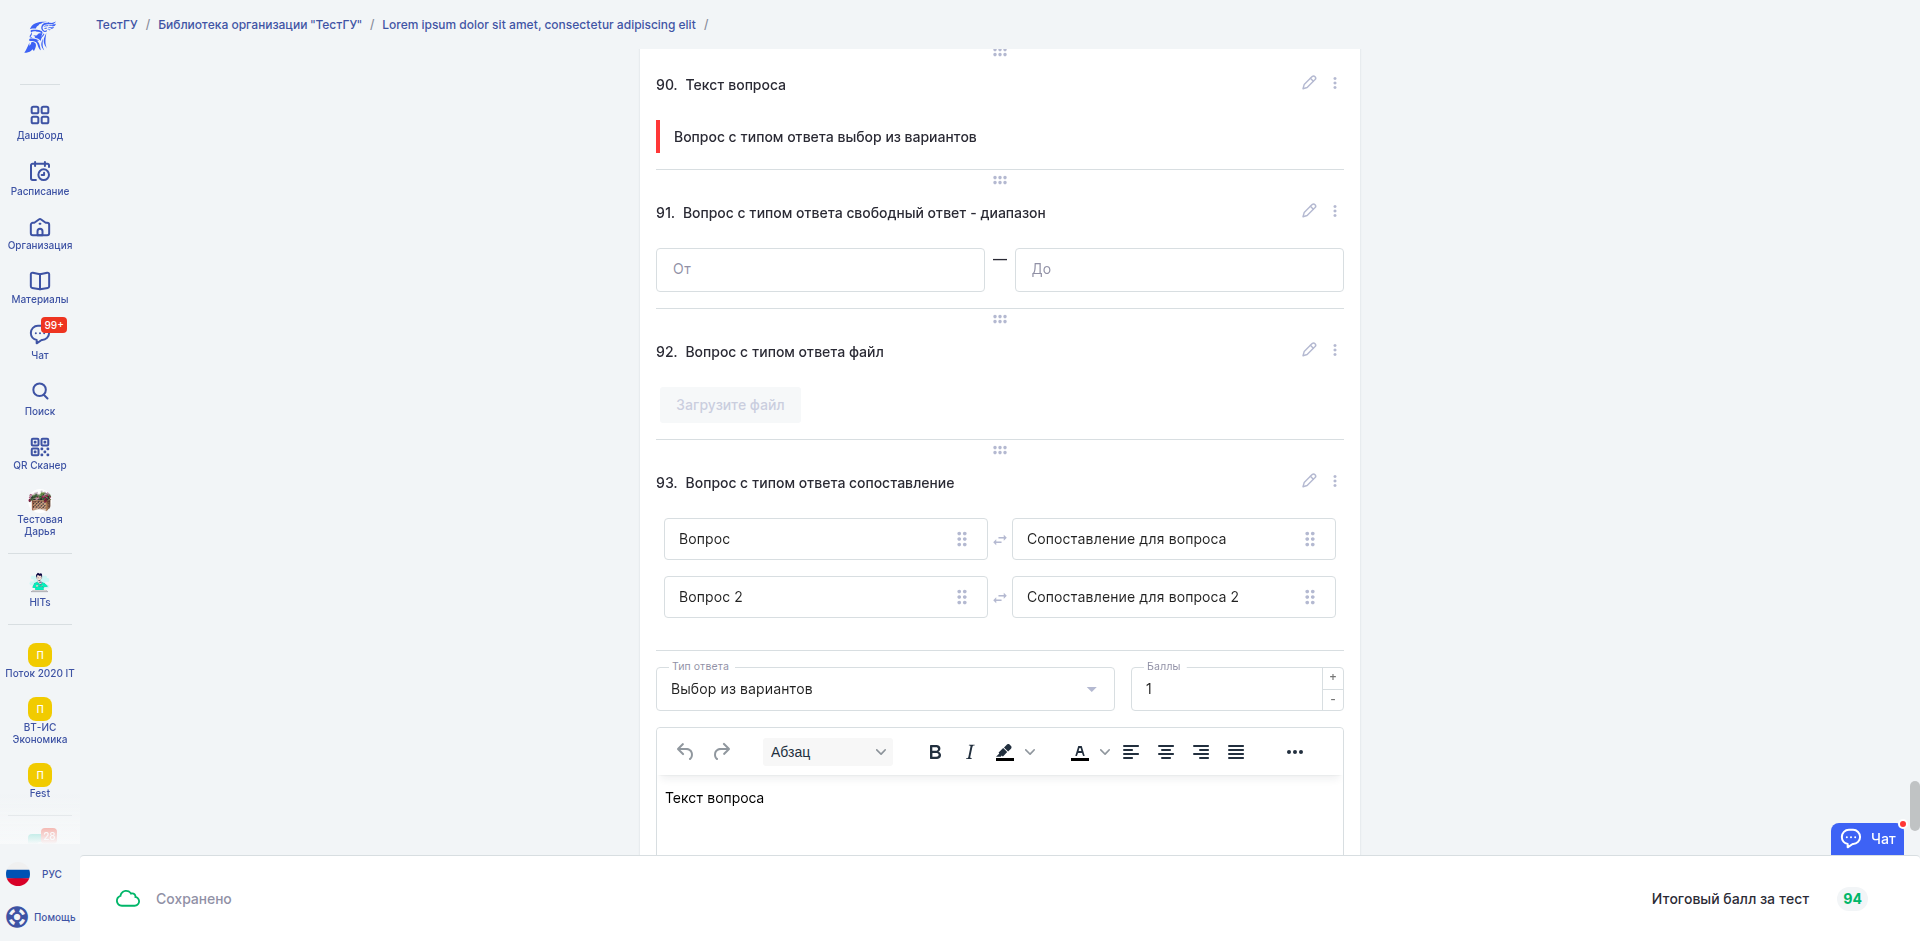 ТестГУ / Библиотека организации "ТестГУ" / Lorem ipsum dolor sit amet, consectetur adipiscing elit /
Дашборд
Расписание
Организация
Материалы
99+
Чат
Поиск
QR Сканер
Тестовая
Дарья
HITs
П
Поток 2020 IT
П
ВТ-ИС
Экономика
П
Fest
28
РУС
Помощь
90. Текст вопроса
Вопрос с типом ответа выбор из вариантов
91. Вопрос с типом ответа свободный ответ - диапазон
От — До
92. Вопрос с типом ответа файл
Загрузите файл
93. Вопрос с типом ответа сопоставление
Вопрос Сопоставление для вопроса
Вопрос 2 Сопоставление для вопроса 2
Тип ответа Баллы
Выбор из вариантов 1 + -
Абзац B I A
Текст вопроса
Чат
Сохранено Итоговый балл за тест 94